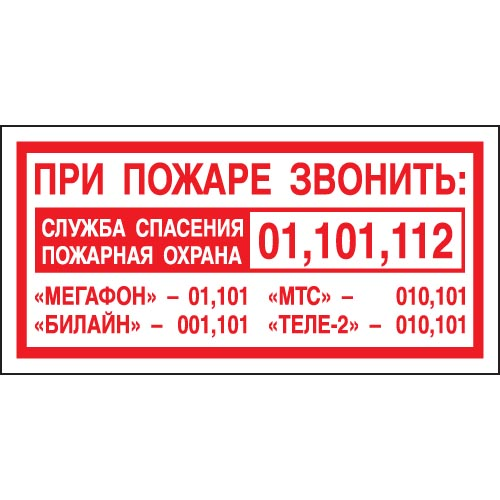 ПРИ ПОЖАРЕ ЗВОНИТЬ:
СЛУЖБА СПАСЕНИЯ
ПОЖАРНАЯ ОХРАНА
01,101,112
«МЕГАФОН» – 01,101 «МТС» – 010,101
«БИЛАЙН» – 001,101 «ТЕЛЕ-2» – 010,101